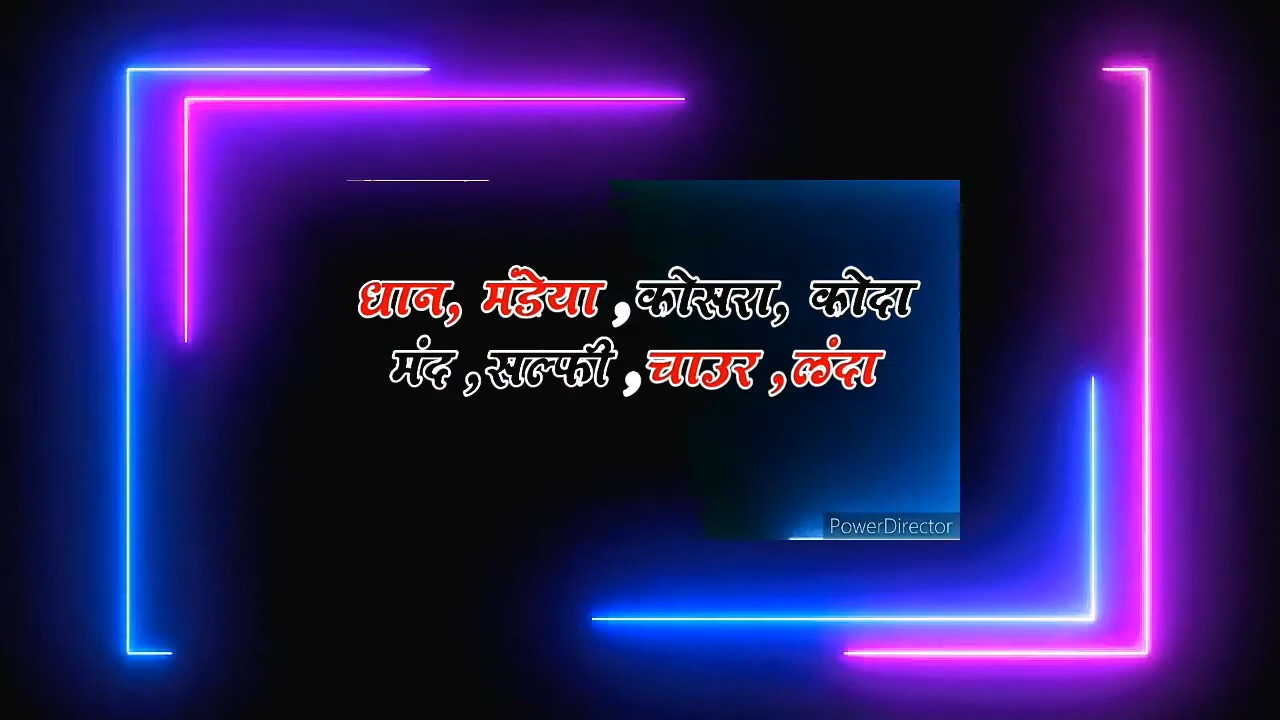 धान, मंडेया ,कोसरा, कोदा
मंद ,सल्फी ,चाउर ,लंदा
PowerDirector